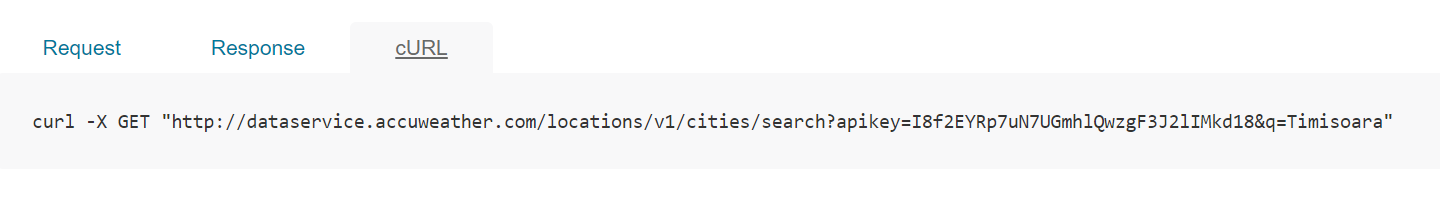 Request Response cURL
curl -X GET "http://dataservice.accuweather.com/locations/v1/cities/search?apikey=I8f2EYRp7uN7UGmhlQwzgF3J2lIMkd18&q=Timisoara"